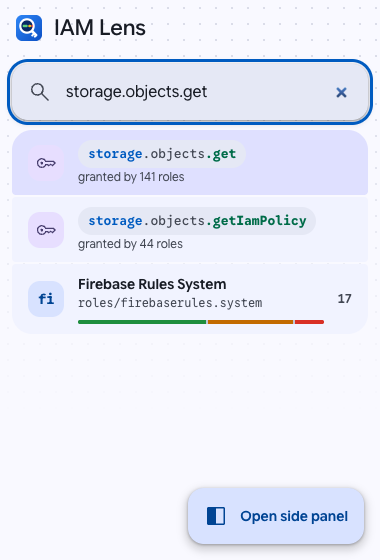 IAM Lens
storage.objects.get
storage.objects.get
granted by 141 roles
storage.objects.getIamPolicy
granted by 44 roles
fi
Firebase Rules System
roles/firebaserules.system
17
Open side panel